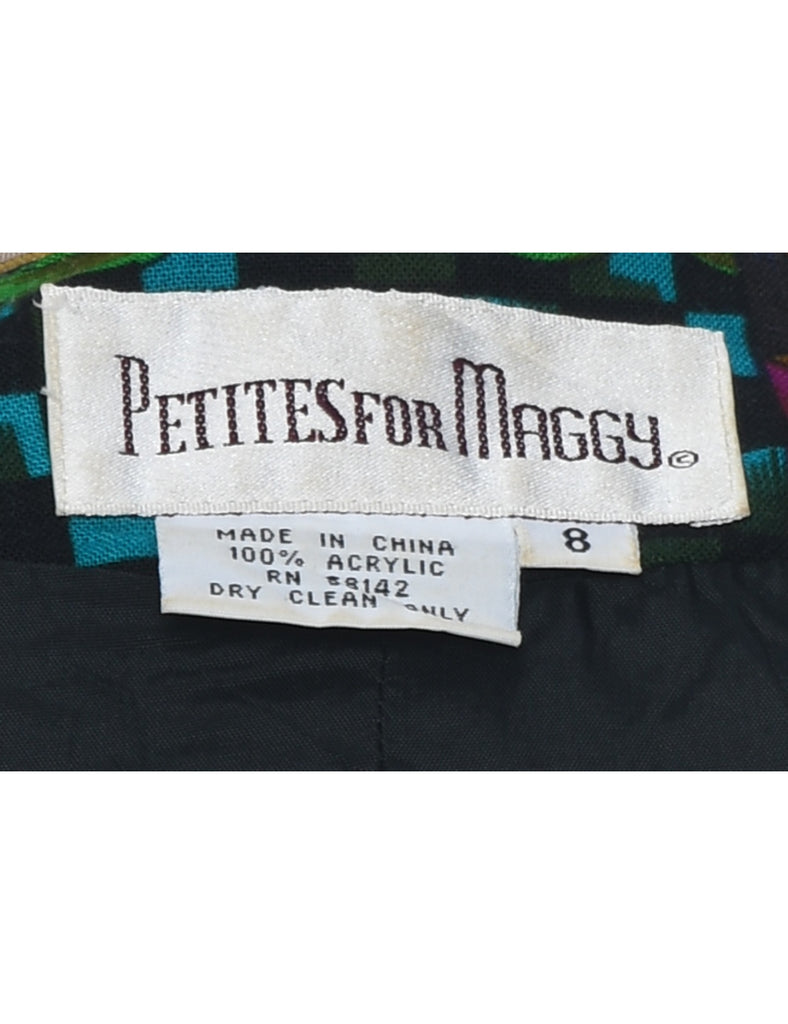 PETITES FOR MAGGY ©
8
MADE IN CHINA
100% ACRYLIC
RN
DRY CLEAN ONLY